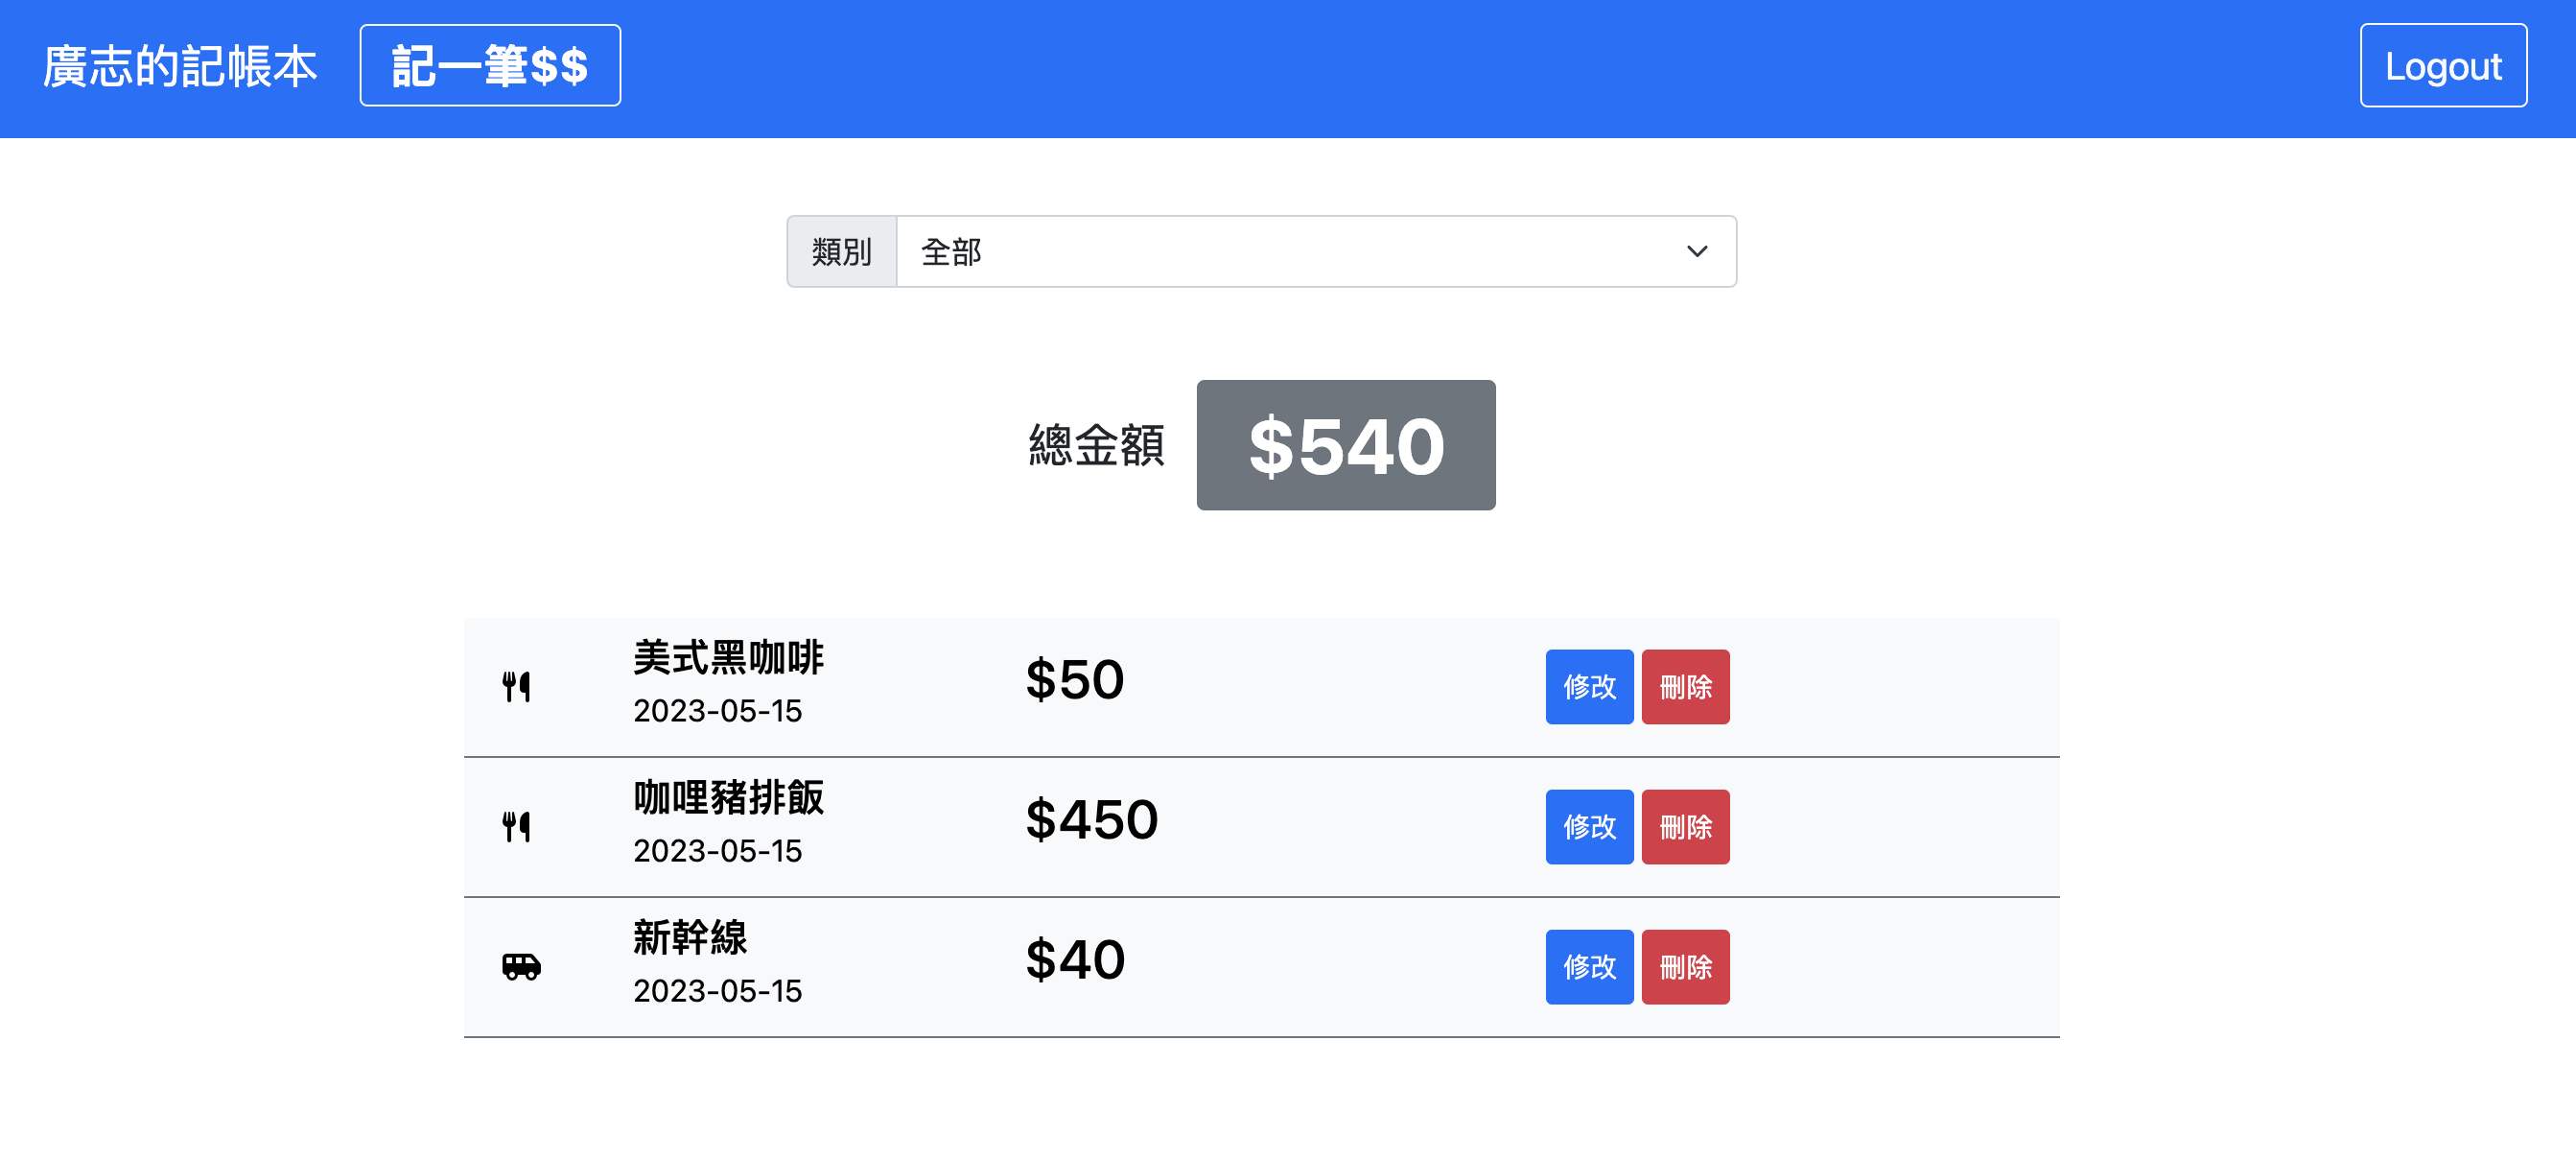 廣志的記帳本 記一筆$$ Logout
類別 全部
總金額 $540
美式黑咖啡
2023-05-15
$50
修改 刪除
咖哩豬排飯
2023-05-15
$450
修改 刪除
新幹線
2023-05-15
$40
修改 刪除